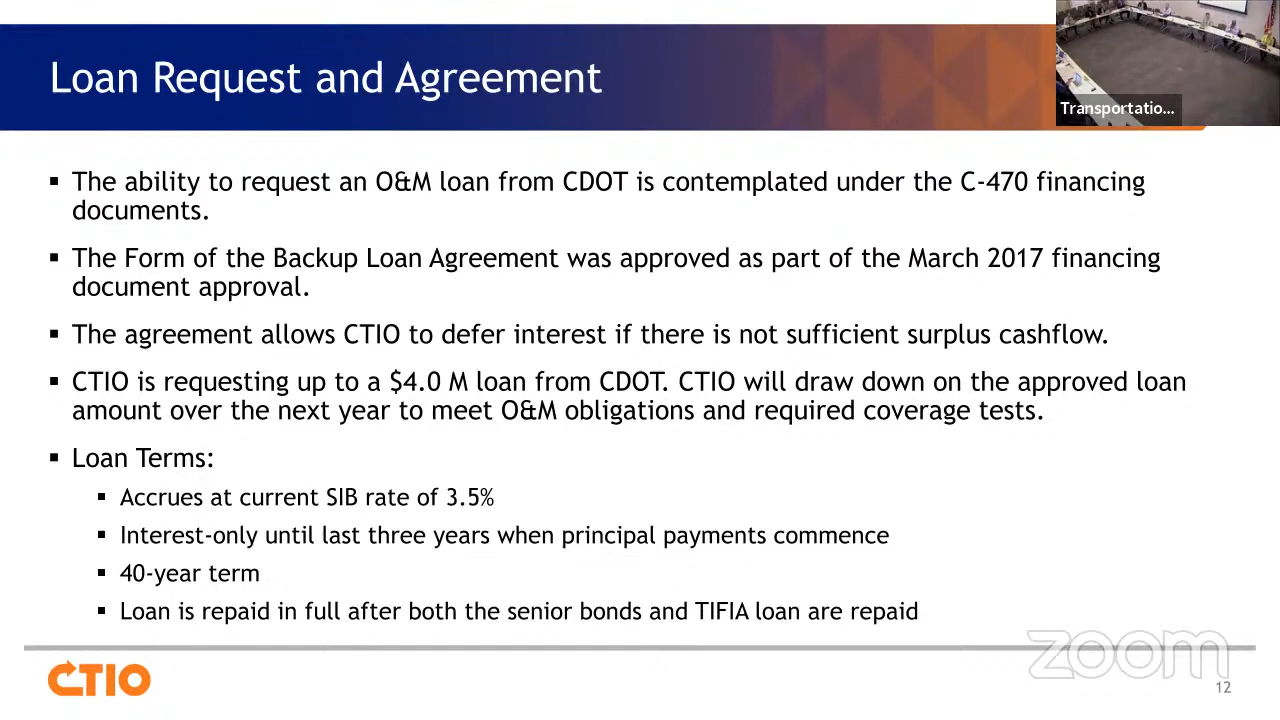 Loan Request and Agreement
Transportatio...
▪ The ability to request an O&M loan from CDOT is contemplated under the C-470 financing
documents.
▪ The Form of the Backup Loan Agreement was approved as part of the March 2017 financing
document approval.
▪ The agreement allows CTIO to defer interest if there is not sufficient surplus cashflow.
▪ CTIO is requesting up to a $4.0 M loan from CDOT. CTIO will draw down on the approved loan
amount over the next year to meet O&M obligations and required coverage tests.
▪ Loan Terms:
▪ Accrues at current SIB rate of 3.5%
▪ Interest-only until last three years when principal payments commence
▪ 40-year term
▪ Loan is repaid in full after both the senior bonds and TIFIA loan are repaid
zoom
CTIO
12